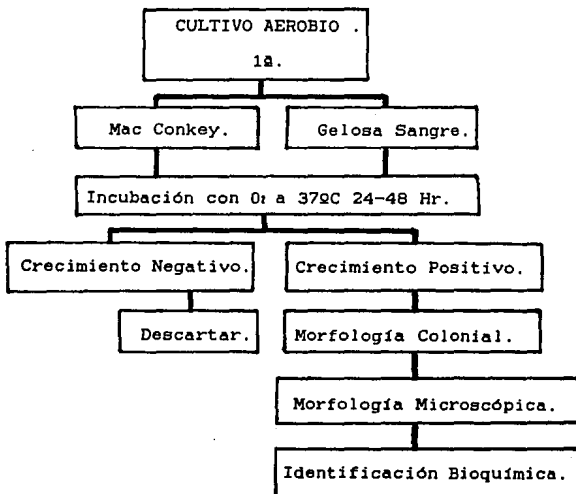 CULTIVO AEROBIO .
1ª.
Mac Conkey.
Gelosa Sangre.
Incubación con O₂ a 37ºC 24-48 Hr.
Crecimiento Negativo.
Crecimiento Positivo.
Descartar.
Morfología Colonial.
Morfología Microscópica.
Identificación Bioquímica.